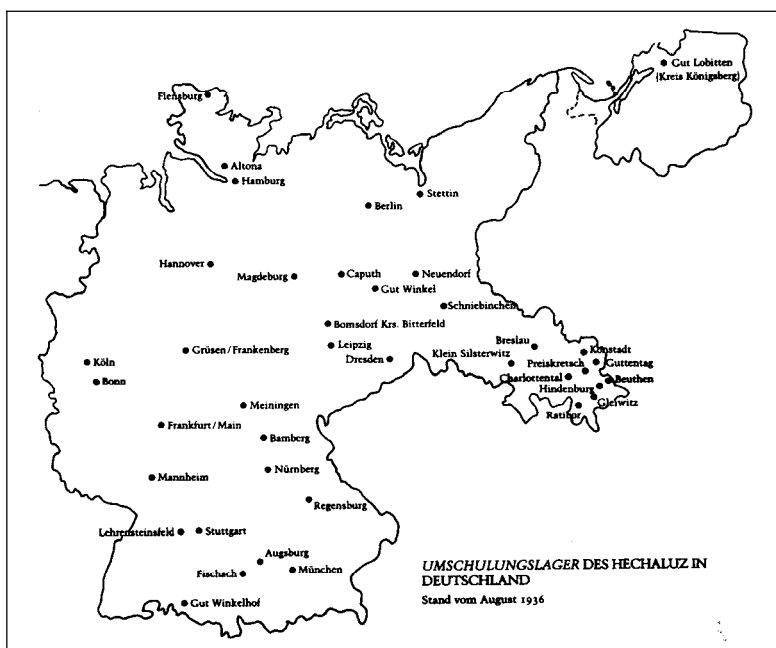 Gut Lobitten
(Kreis Königsberg)
Flensburg
Altona
Hamburg
Stettin
Berlin
Hannover
Magdeburg
Caputh
Neuendorf
Gut Winkel
Schniebinchen
Bomsdorf Krs. Bitterfeld
Breslau
Grüsen/Frankenberg
Leipzig
Konstadt
Köln
Dresden
Klein Silsterwitz
Guttentag
Preiskretsch
Bonn
Charlottental
Beuthen
Hindenburg
Gleiwitz
Meiningen
Ratibor
Frankfurt/Main
Bamberg
Nürnberg
Mannheim
Regensburg
Lehrensteinsfeld
Stuttgart
Augsburg
Fischach
München
UMSCHULUNGSLAGER DES HECHALUZ IN
DEUTSCHLAND
Stand vom August 1936
Gut Winkelhof